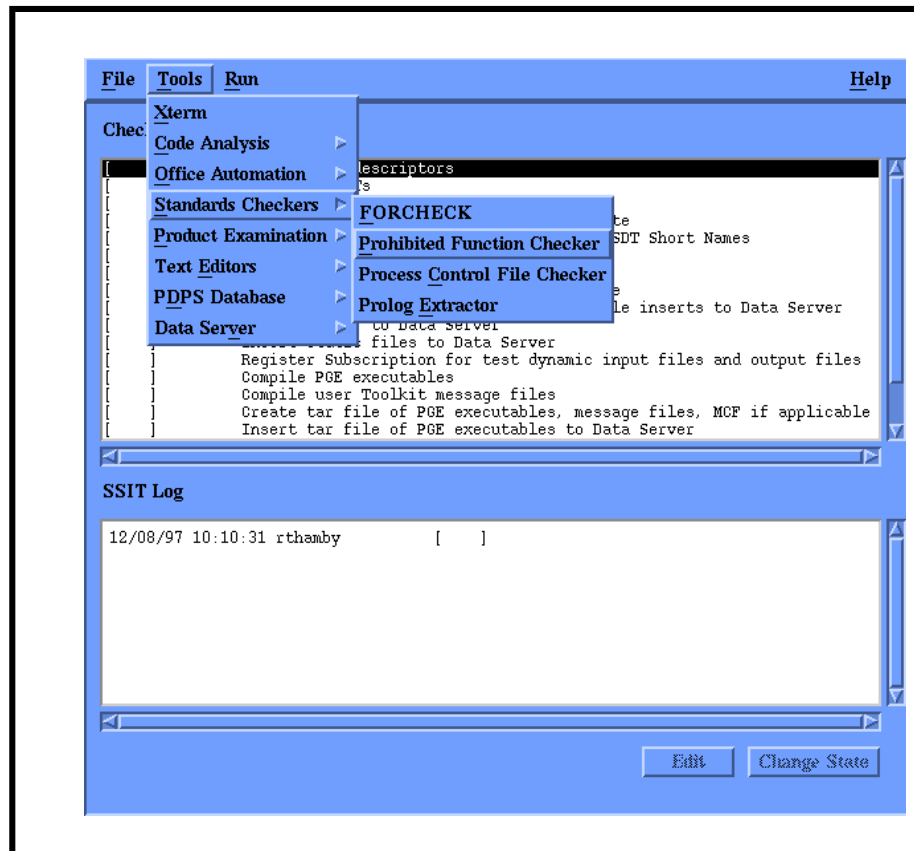 File Tools Run Help
Xterm
Code Analysis
Office Automation
Standards Checkers
Product Examination
Text Editors
PDPS Database
Data Server
FORCHECK
Prohibited Function Checker
Process Control File Checker
Prolog Extractor
descriptors
SDT Short Names
inserts to Data Server
to Data Server
files to Data Server
[ ] Register Subscription for test dynamic input files and output files
[ ] Compile PGE executables
[ ] Compile user Toolkit message files
[ ] Create tar file of PGE executables, message files, MCF if applicable
[ ] Insert tar file of PGE executables to Data Server
SSIT Log
12/08/97 10:10:31 rthamby [ ]
Edit Change State